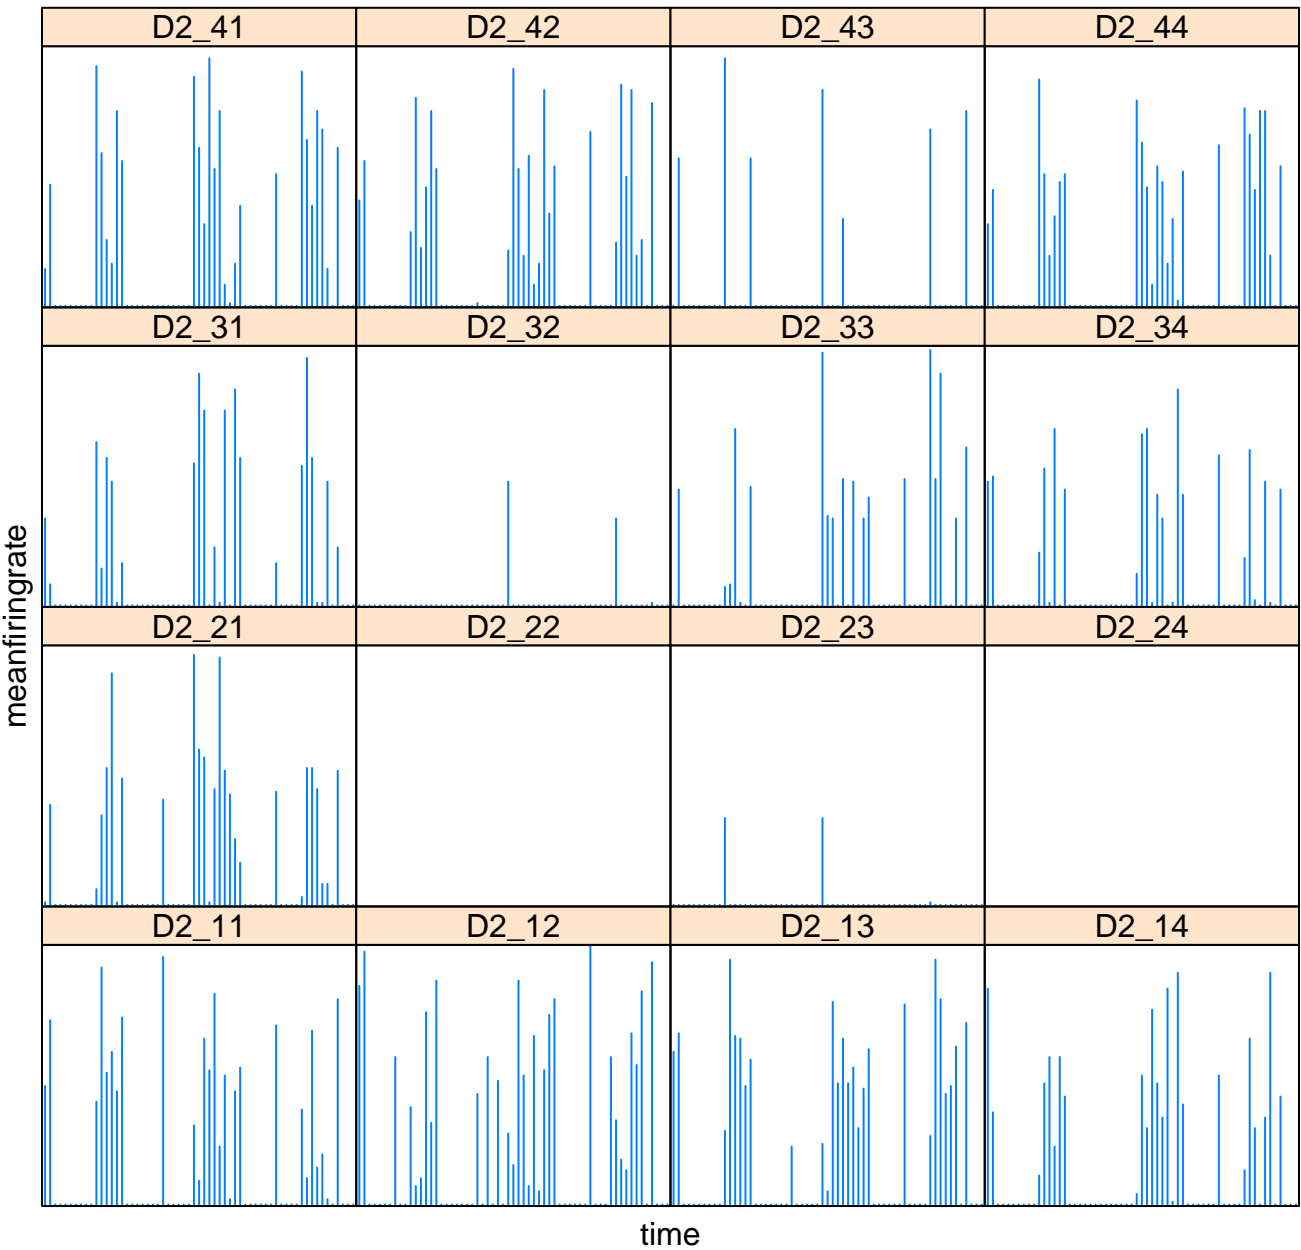 D2_41 D2_42 D2_43 D2_44
D2_31 D2_32 D2_33 D2_34
meanfiringrate
D2_21 D2_22 D2_23 D2_24
D2_11 D2_12 D2_13 D2_14
time